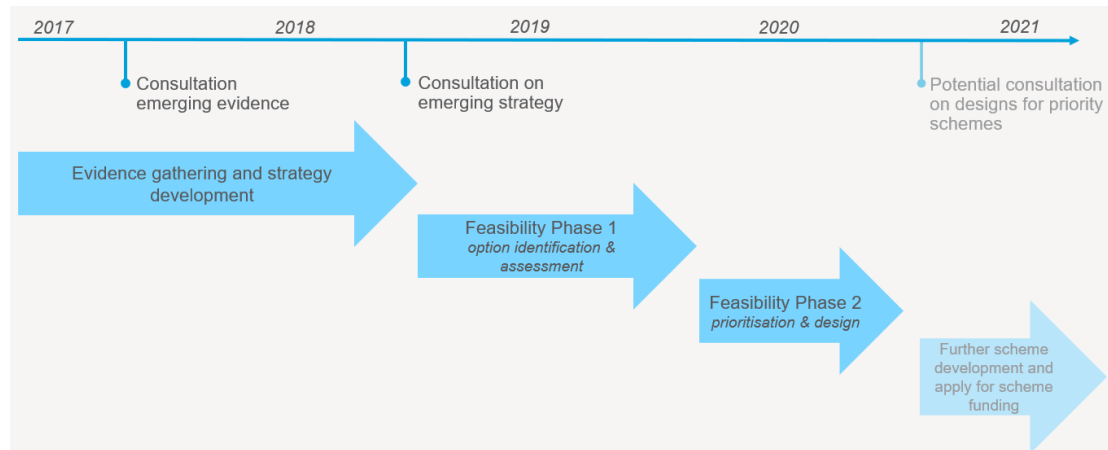 2017 2018 2019 2020 2021
Consultation
emerging evidence
Consultation on
emerging strategy
Potential consultation
on designs for priority
schemes
Evidence gathering and strategy
development
Feasibility Phase 1
option identification &
assessment
Feasibility Phase 2
prioritisation & design
Further scheme
development and
apply for scheme
funding